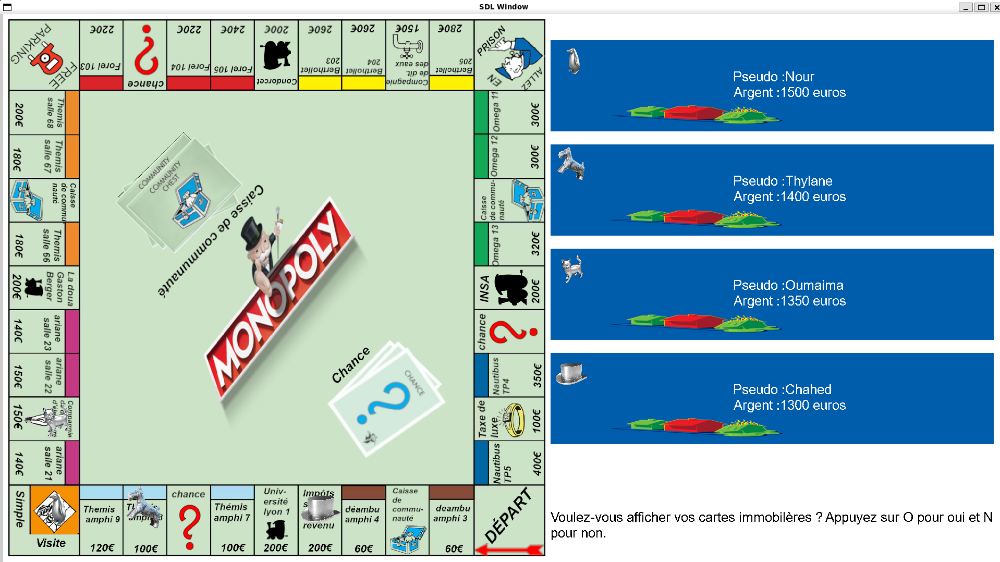 SDL Window
FREE
PARKING
220€
Forel 103
chance
220€
Forel 104
240€
Forel 105
200€
Condorcet
260€
Berthollet
203
260€
Berthollet
204
150€
Compagnie
de dit.
des eaux
280€
Berthollet
205
ALLEZ
EN
PRISON
Themis
salle 68
200€
Themis
salle 67
180€
Caisse
de commu-
nauté
Themis
salle 66
180€
La doua
Gaston
Berger
200€
ariane
salle 23
140€
ariane
salle 22
150€
Compagnie
150€
ariane
salle 21
140€
COMMUNITY
COMMUNITY
CHEST
Caisse de communauté
MONOPOLY
Chance
CHANCE
Omega 11
300€
Omega 12
300€
Caisse
de commu-
nauté
Omega 13
320€
INSA
200€
chance
Nautibus
TP4
350€
Taxe de
luxe
100€
Nautibus
TP5
400€
Simple
Visite
Themis
amphi 9
120€
100€
chance
Thémis
amphi 7
100€
Univ-
ersité
lyon 1
200€
Impôts
revenu
200€
déambu
amphi 4
60€
Caisse
de
commu-
nauté
deambu
amphi 3
60€
DÉPART
Pseudo :Nour
Argent :1500 euros
Pseudo :Thylane
Argent :1400 euros
Pseudo :Oumaima
Argent :1350 euros
Pseudo :Chahed
Argent :1300 euros
Voulez-vous afficher vos cartes immobilères ? Appuyez sur O pour oui et N
pour non.